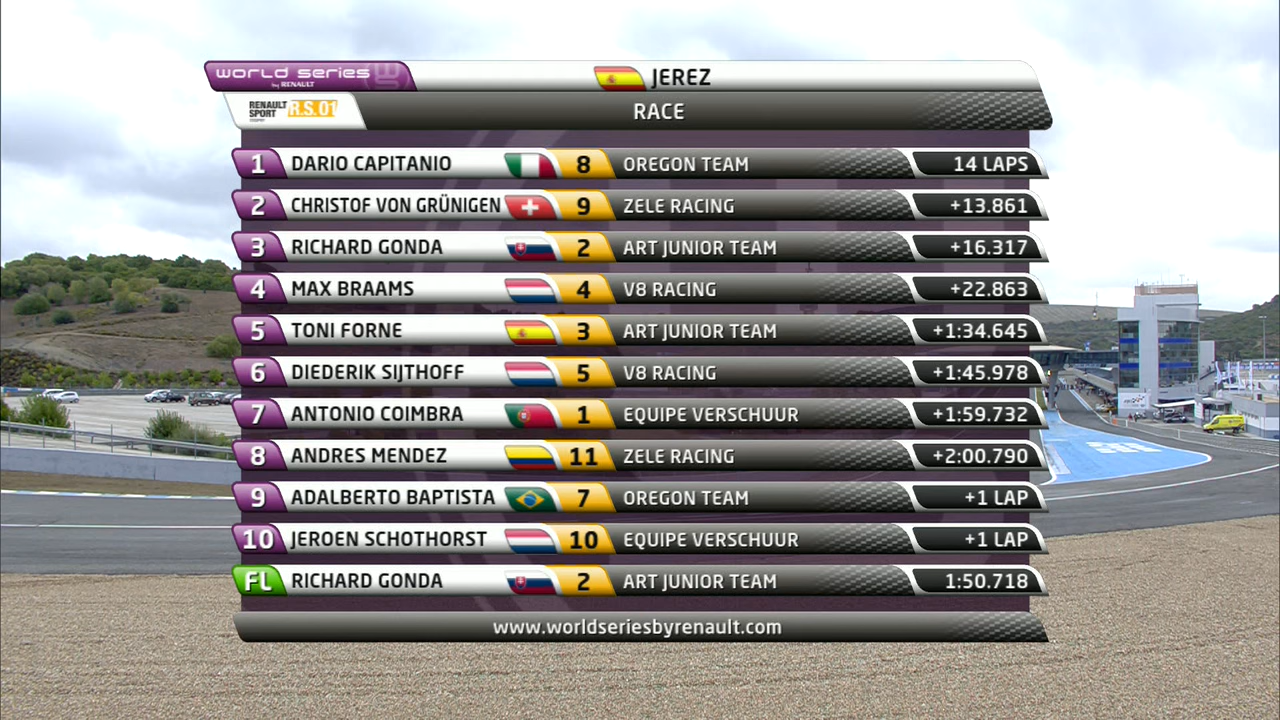 world series
by RENAULT
JEREZ
RENAULT SPORT R.S.01
RACE
1 DARIO CAPITANIO 8 OREGON TEAM 14 LAPS
2 CHRISTOF VON GRÜNIGEN 9 ZELE RACING +13.861
3 RICHARD GONDA 2 ART JUNIOR TEAM +16.317
4 MAX BRAAMS 4 V8 RACING +22.863
5 TONI FORNE 3 ART JUNIOR TEAM +1:34.645
6 DIEDERIK SIJTHOFF 5 V8 RACING +1:45.978
7 ANTONIO COIMBRA 1 EQUIPE VERSCHUUR +1:59.732
8 ANDRES MENDEZ 11 ZELE RACING +2:00.790
9 ADALBERTO BAPTISTA 7 OREGON TEAM +1 LAP
10 JEROEN SCHOTHORST 10 EQUIPE VERSCHUUR +1 LAP
FL RICHARD GONDA 2 ART JUNIOR TEAM 1:50.718
www.worldseriesbyrenault.com